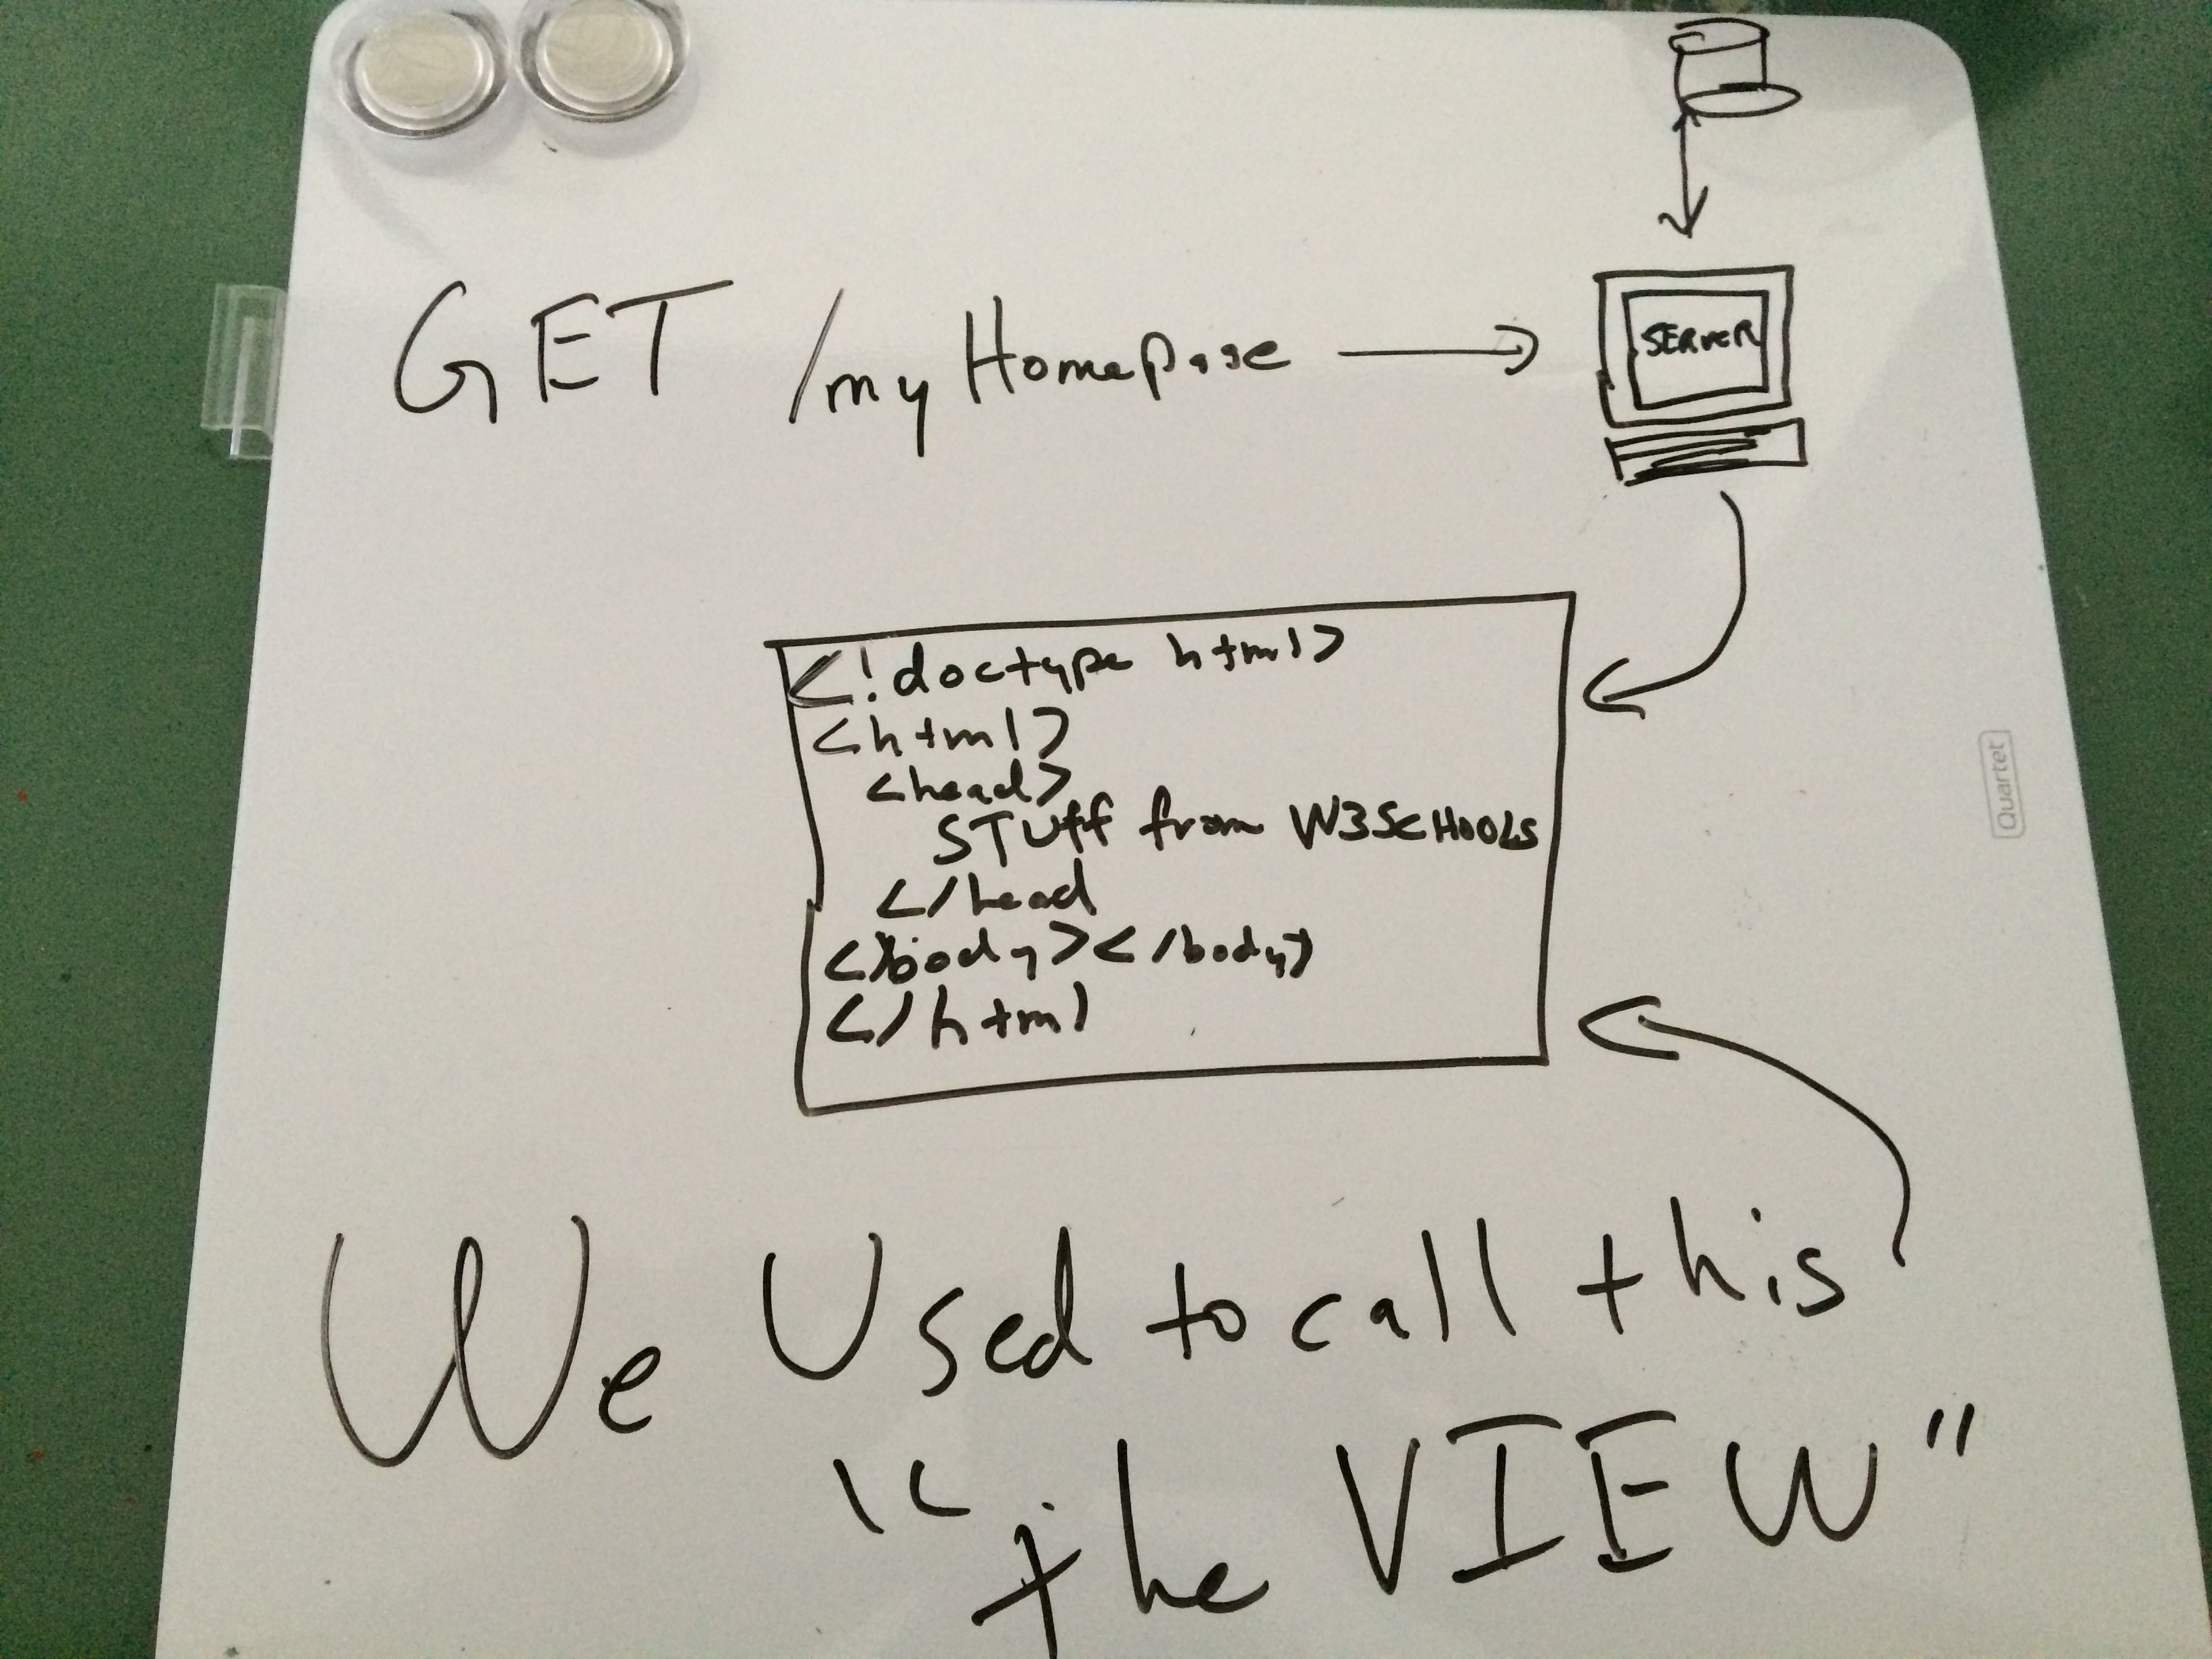 GET /myHomepage
SERVER
<!doctype html>
<html>
<head>
STUff from W3SCHOOLS
</head
</body></body>
</html
Quartet
We Used to call this
"the VIEW"